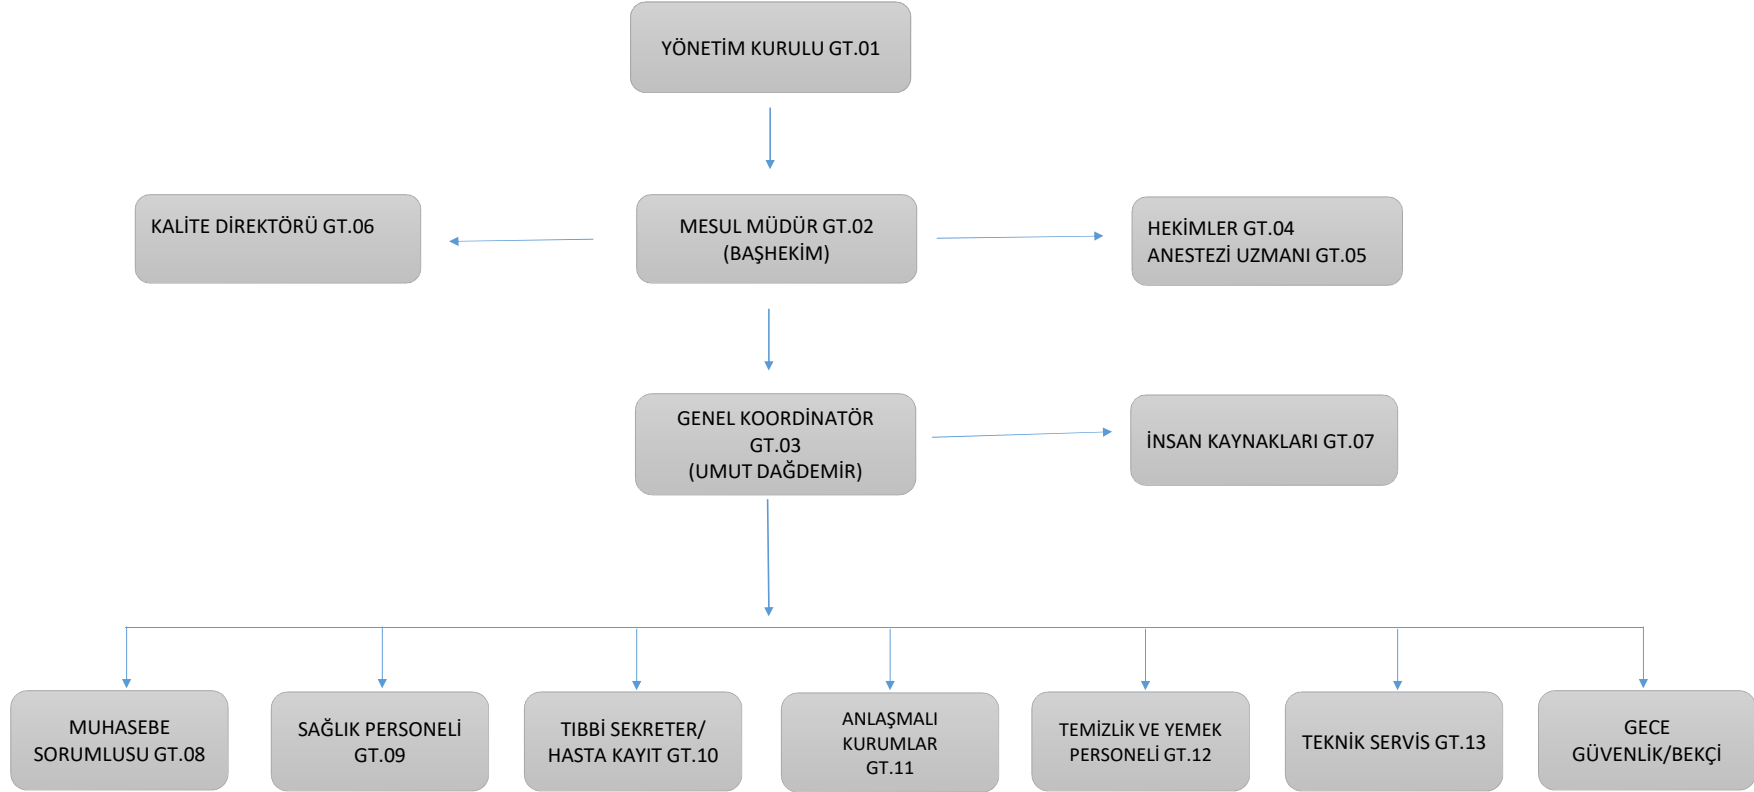 YÖNETİM KURULU GT.01
KALİTE DİREKTÖRÜ GT.06
MESUL MÜDÜR GT.02
(BAŞHEKİM)
HEKİMLER GT.04
ANESTEZİ UZMANI GT.05
GENEL KOORDİNATÖR
GT.03
(UMUT DAĞDEMİR)
İNSAN KAYNAKLARI GT.07
MUHASEBE
SORUMLUSU GT.08
SAĞLIK PERSONELİ
GT.09
TIBBİ SEKRETER/
HASTA KAYIT GT.10
ANLAŞMALI
KURUMLAR
GT.11
TEMİZLİK VE YEMEK
PERSONELİ GT.12
TEKNİK SERVİS GT.13
GECE
GÜVENLİK/BEKÇİ